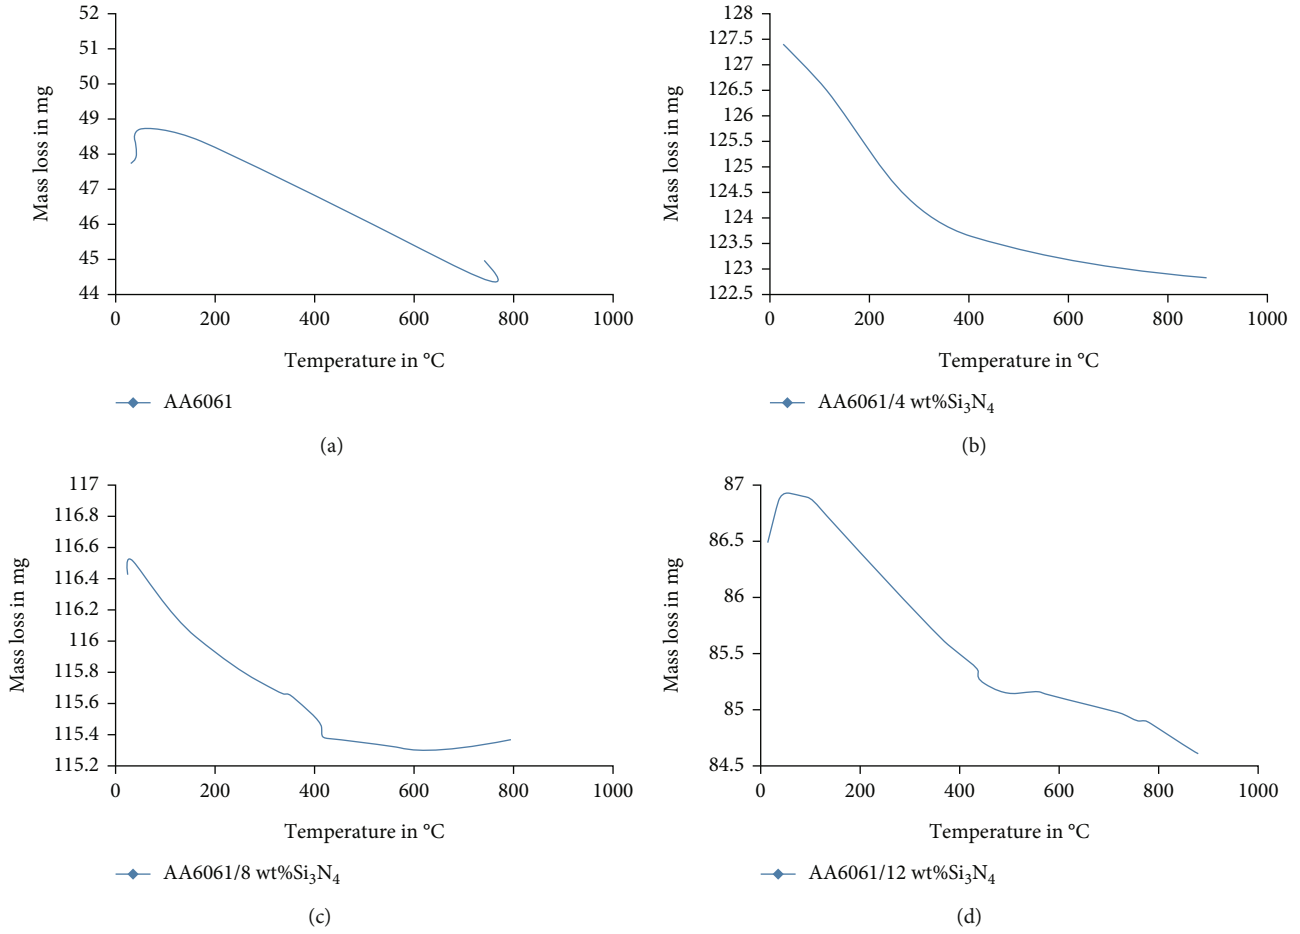 52
51
50
49
48
47
46
45
44
Mass loss in mg
0 200 400 600 800 1000
Temperature in °C
AA6061
(a)
128
127.5
127
126.5
126
125.5
125
124.5
124
123.5
123
122.5
Mass loss in mg
0 200 400 600 800 1000
Temperature in °C
AA6061/4 wt%Si₃N₄
(b)
117
116.8
116.6
116.4
116.2
116
115.8
115.6
115.4
115.2
Mass loss in mg
0 200 400 600 800 1000
Temperature in °C
AA6061/8 wt%Si₃N₄
(c)
87
86.5
86
85.5
85
84.5
Mass loss in mg
0 200 400 600 800 1000
Temperature in °C
AA6061/12 wt%Si₃N₄
(d)